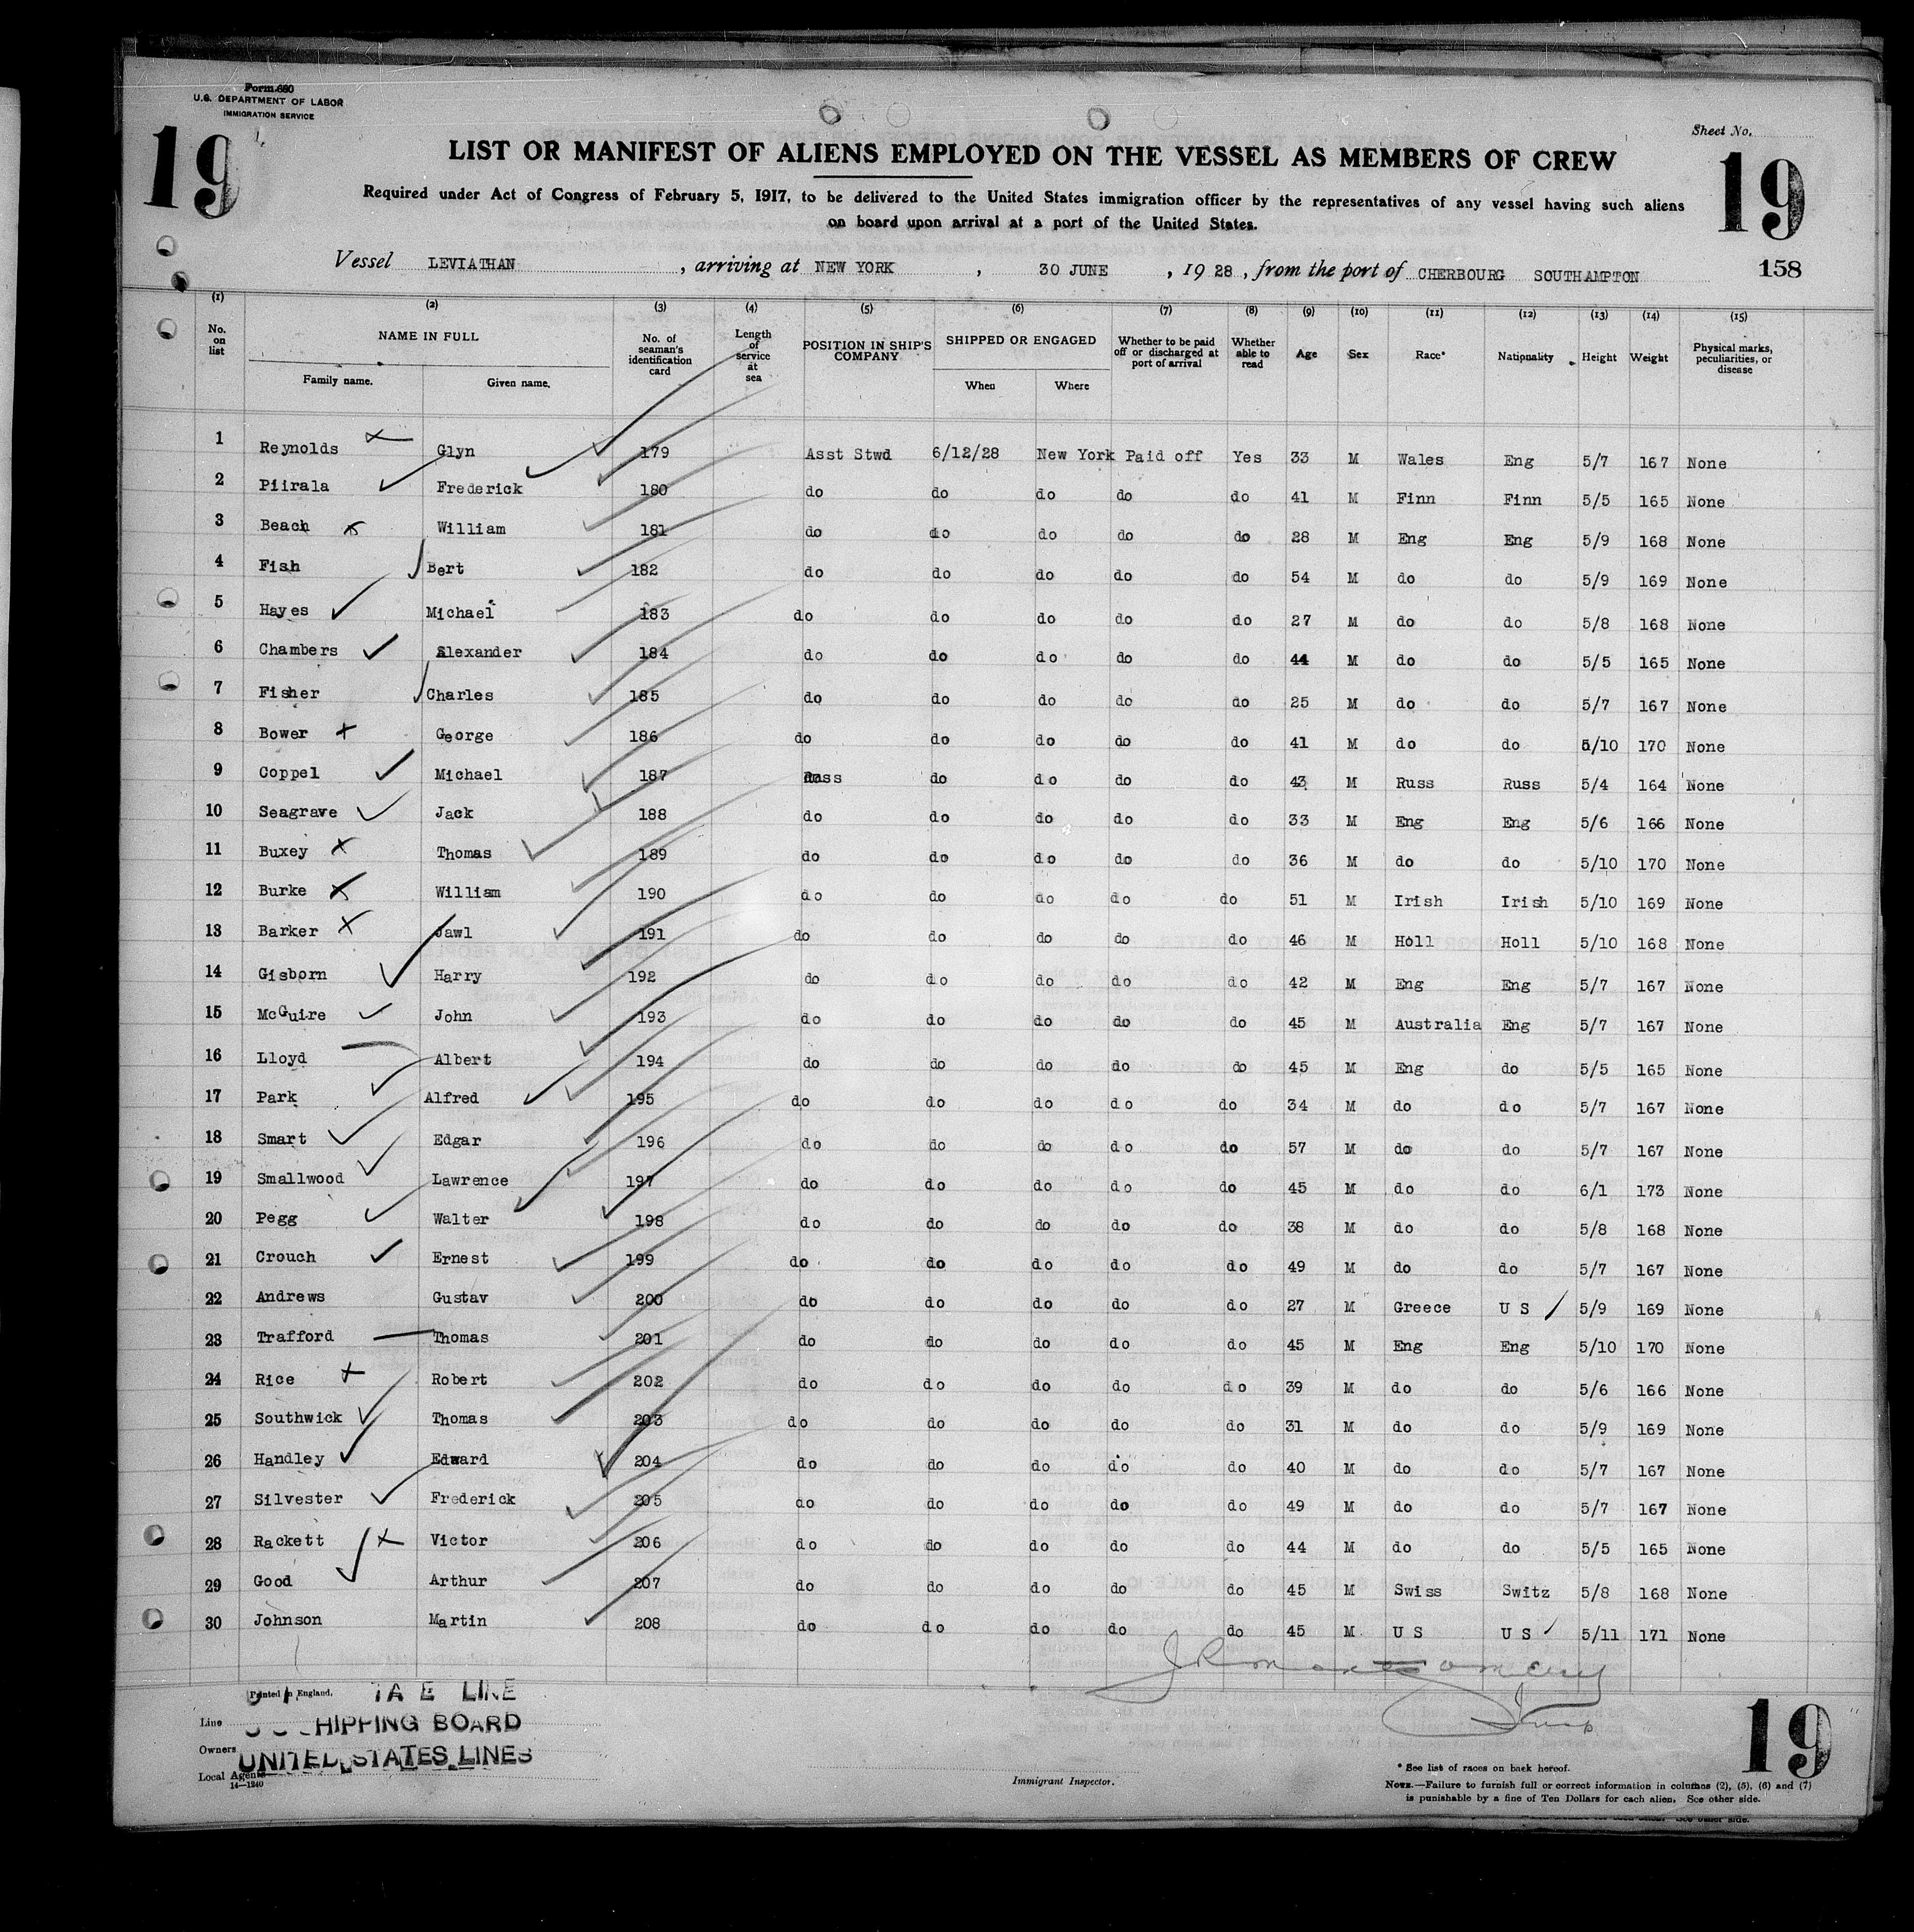 Form 680
U.S. DEPARTMENT OF LABOR
IMMIGRATION SERVICE
19
Sheet No.
19
LIST OR MANIFEST OF ALIENS EMPLOYED ON THE VESSEL AS MEMBERS OF CREW
Required under Act of Congress of February 5, 1917, to be delivered to the United States immigration officer by the representatives of any vessel having such aliens
on board upon arrival at a port of the United States.
Vessel LEVIATHAN, arriving at NEW YORK, 30 JUNE, 1928, from the port of CHERBOURG SOUTHAMPTON 158
(1) (2) (3) (4) (5) (6) (7) (8) (9) (10) (11) (12) (13) (14) (15)
No. on list NAME IN FULL Family name. Given name. No. of seaman's identification card Length of service at sea POSITION IN SHIP'S COMPANY SHIPPED OR ENGAGED When Where Whether to be paid off or discharged at port of arrival Whether able to read Age Sex Race* Nationality Height Weight Physical marks, peculiarities, or disease
1 Reynolds Glyn 179 Asst Stwd 6/12/28 New York Paid off Yes 33 M Wales Eng 5/7 167 None
2 Piirala Frederick 180 do do do do do 41 M Finn Finn 5/5 165 None
3 Beach William 181 do do do do do 28 M Eng Eng 5/9 168 None
4 Fish Bert 182 do do do do do 54 M do do 5/9 169 None
5 Hayes Michael 183 do do do do do 27 M do do 5/8 168 None
6 Chambers Alexander 184 do do do do do 44 M do do 5/5 165 None
7 Fisher Charles 185 do do do do do 25 M do do 5/7 167 None
8 Bower George 186 do do do do do 41 M do do 5/10 170 None
9 Coppel Michael 187 do do do do 43 M Russ Russ 5/4 164 None
10 Seagrave Jack 188 do do do do do 33 M Eng Eng 5/6 166 None
11 Buxey Thomas 189 do do do do do 36 M do do 5/10 170 None
12 Burke William 190 do do do do do 51 M Irish Irish 5/10 169 None
13 Barker Jawl 191 do do do do do 46 M Holl Holl 5/10 168 None
14 Gisborn Harry 192 do do do do do 42 M Eng Eng 5/7 167 None
15 McGuire John 193 do do do do do 45 M Australia Eng 5/7 167 None
16 Lloyd Albert 194 do do do do do 45 M Eng do 5/5 165 None
17 Park Alfred 195 do do do do do 34 M do do 5/7 167 None
18 Smart Edgar 196 do do do do do 57 M do do 5/7 167 None
19 Smallwood Lawrence 197 do do do do do 45 M do do 6/1 173 None
20 Pegg Walter 198 do do do do do 38 M do do 5/8 168 None
21 Crouch Ernest 199 do do do do do 49 M do do 5/7 167 None
22 Andrews Gustav 200 do do do do do 27 M Greece U S 5/9 169 None
23 Trafford Thomas 201 do do do do do 45 M Eng Eng 5/10 170 None
24 Rice Robert 202 do do do do do 39 M do do 5/6 166 None
25 Southwick Thomas 203 do do do do do 31 M do do 5/9 169 None
26 Handley Edward 204 do do do do do 40 M do do 5/7 167 None
27 Silvester Frederick 205 do do do do do 49 M do do 5/7 167 None
28 Rackett Victor 206 do do do do do 44 M do do 5/5 165 None
29 Good Arthur 207 do do do do do 45 M Swiss Switz 5/8 168 None
30 Johnson Martin 208 do do do do do 45 M U S U S 5/11 171 None
Printed in England.
Line LINE
Owners HIPPING BOARD
Local Agents UNITED STATES LINES
14—1240
Immigrant Inspector.
19
* See list of races on back hereof.
NOTE.—Failure to furnish full or correct information in columns (2), (5), (6) and (7)
is punishable by a fine of Ten Dollars for each alien. See other side.
See other side.